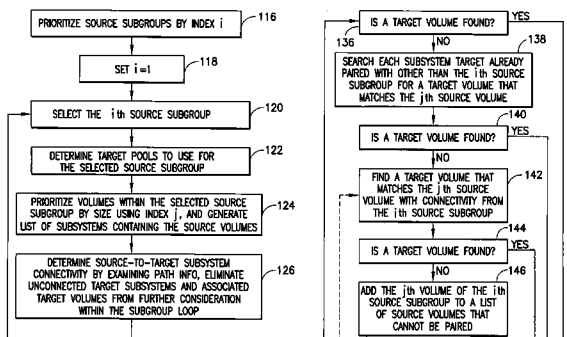 PRIORITIZE SOURCE SUBGROUPS BY INDEX i
116
SET i=1
118
SELECT THE ith SOURCE SUBGROUP
120
DETERMINE TARGET POOLS TO USE FOR
THE SELECTED SOURCE SUBGROUP
122
PRIORITIZE VOLUMES WITHIN THE SELECTED SOURCE
SUBGROUP BY SIZE USING INDEX j, AND GENERATE
LIST OF SUBSYSTEMS CONTAINING THE SOURCE VOLUMES
124
DETERMINE SOURCE-TO-TARGET SUBSYSTEM
CONNECTIVITY BY EXAMINING PATH INFO, ELIMINATE
UNCONNECTED TARGET SUBSYSTEMS AND ASSOCIATED
TARGET VOLUMES FROM FURTHER CONSIDERATION
WITHIN THE SUBGROUP LOOP
126
IS A TARGET VOLUME FOUND?
YES
136
NO
138
SEARCH EACH SUBSYSTEM TARGET ALREADY
PAIRED WITH OTHER THAN THE ith SOURCE
SUBGROUP FOR A TARGET VOLUME THAT
MATCHES THE jth SOURCE VOLUME
140
IS A TARGET VOLUME FOUND?
YES
NO
FIND A TARGET VOLUME THAT
MATCHES THE jth SOURCE
VOLUME WITH CONNECTIVITY FROM
THE ith SOURCE SUBGROUP
142
144
IS A TARGET VOLUME FOUND?
YES
NO
146
ADD THE jth VOLUME OF THE ith
SOURCE SUBGROUP TO A LIST
OF SOURCE VOLUMES THAT
CANNOT BE PAIRED